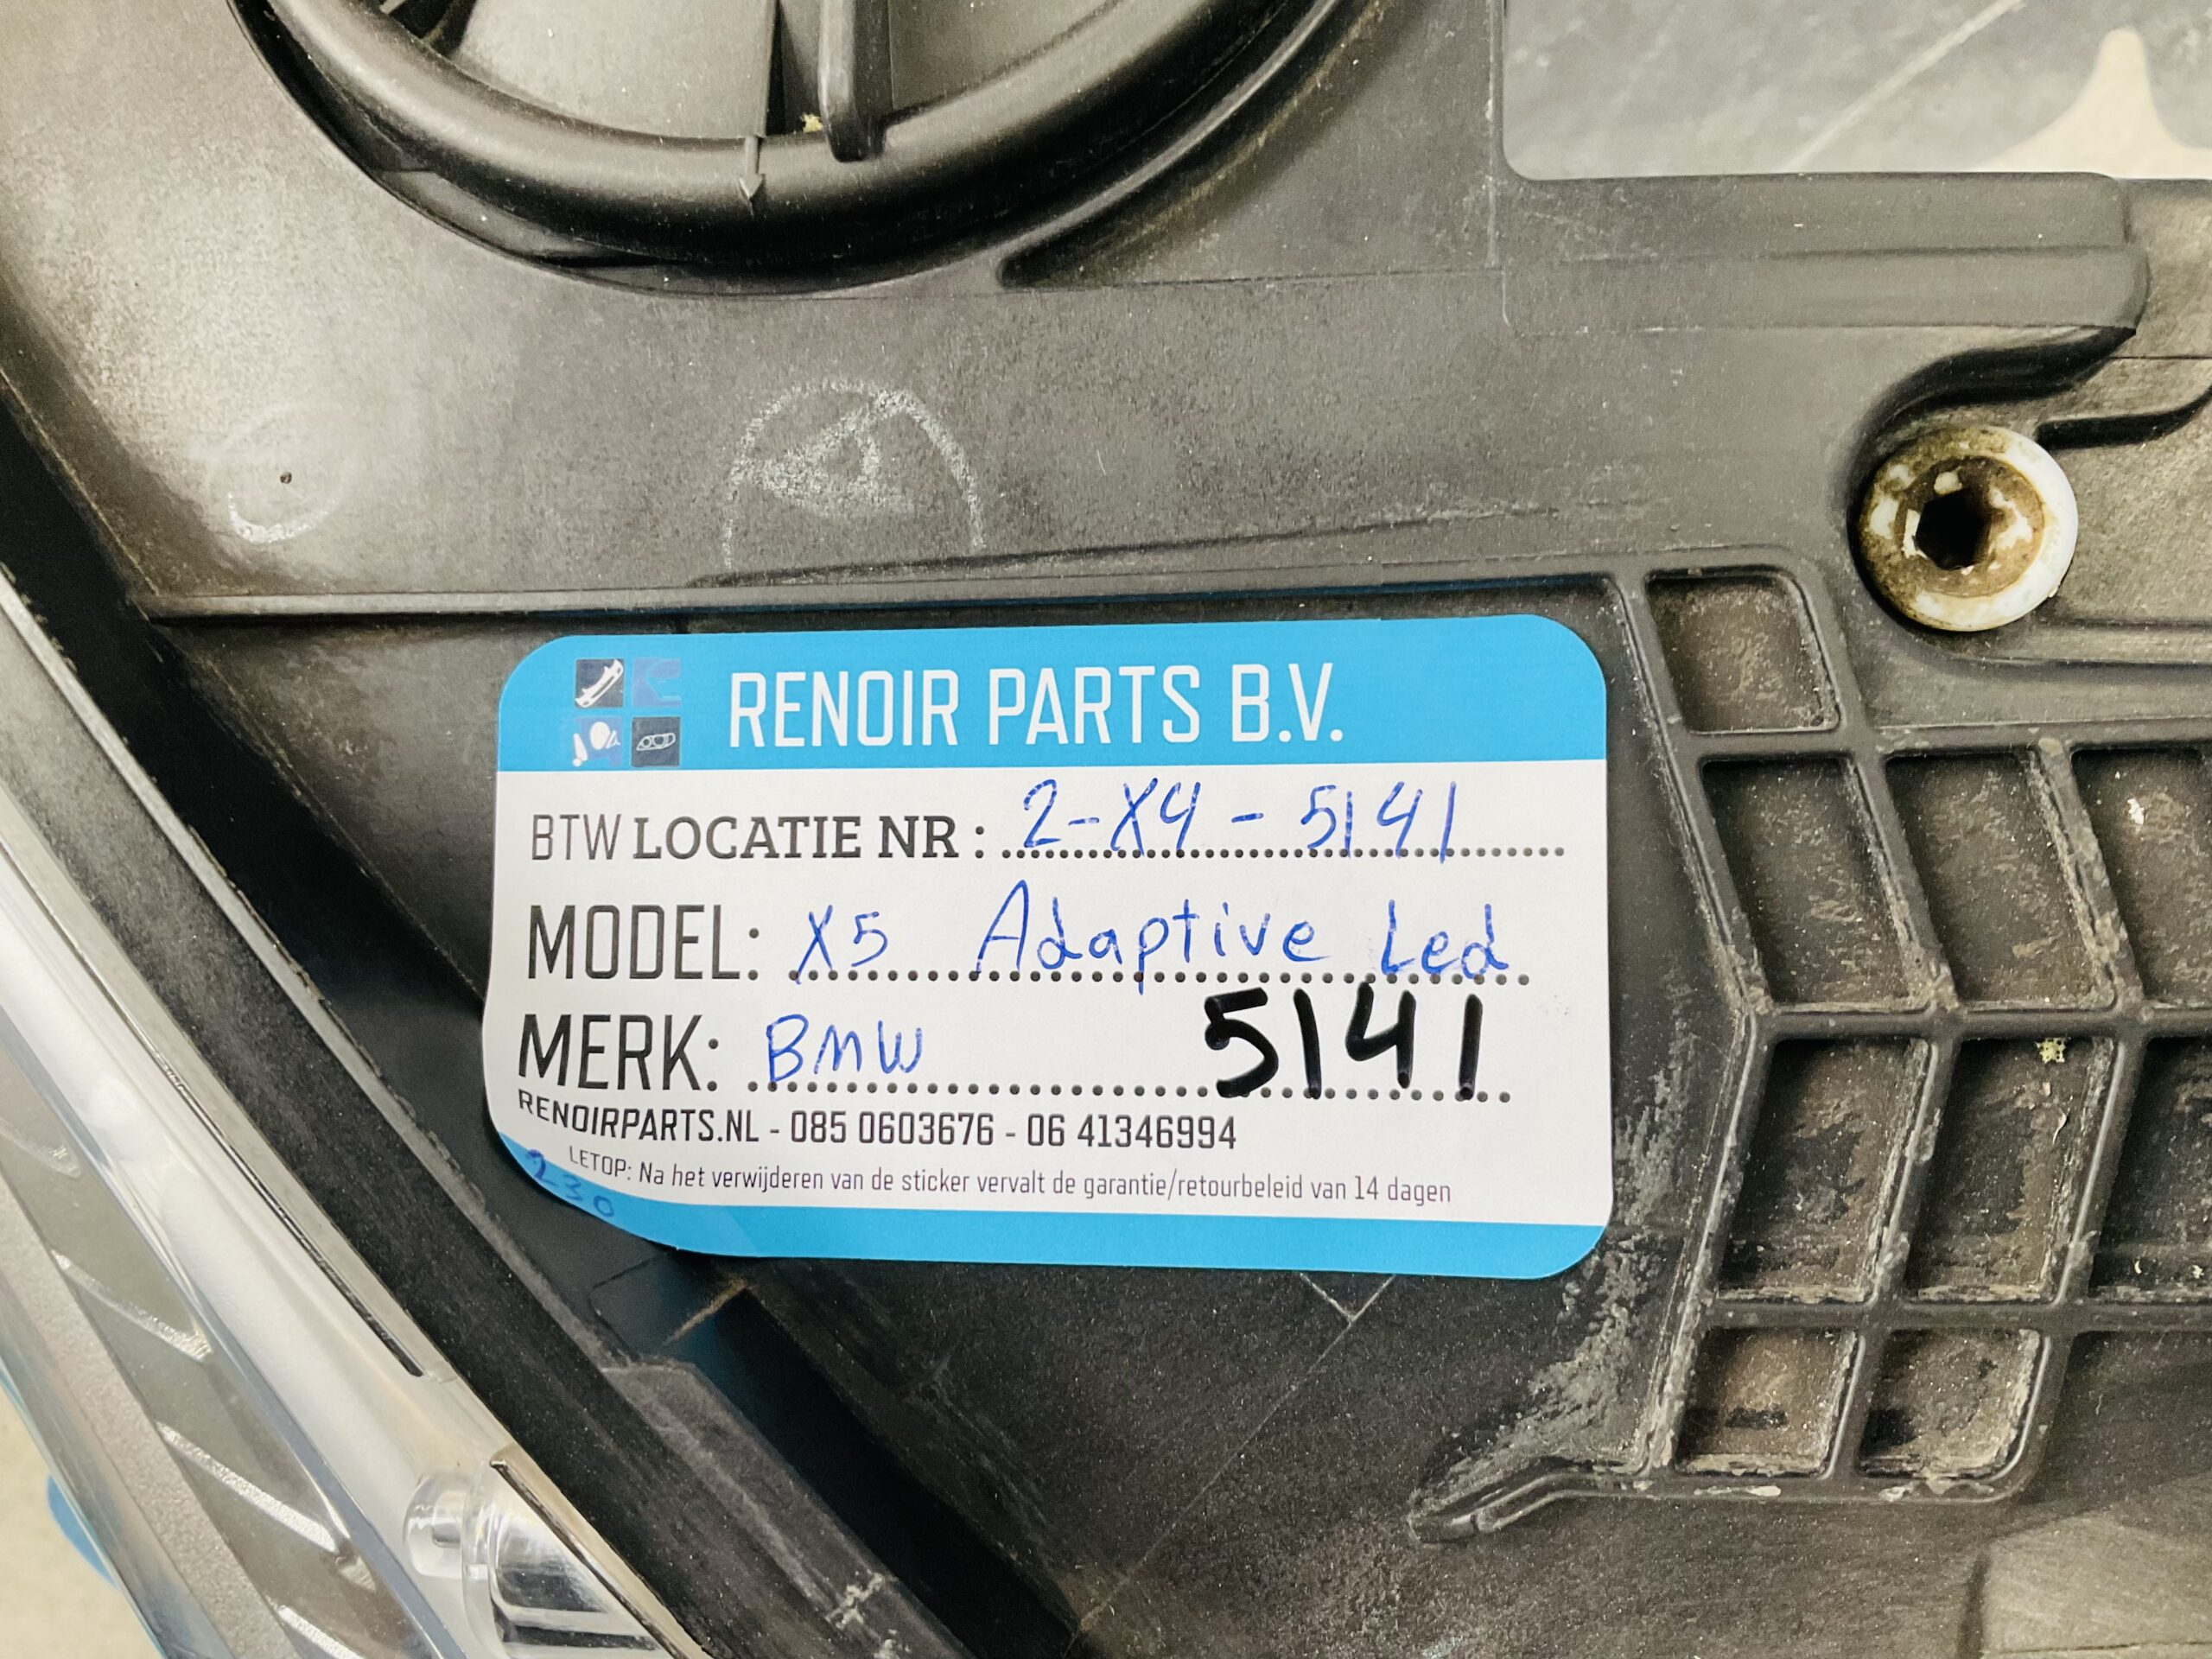 RENOIR PARTS B.V.
BTW LOCATIE NR : 2-X4-5141
MODEL: X5 Adaptive Led
MERK: BMW 5141
RENOIRPARTS.NL - 085 0603676 - 06 41346994
LETOP: Na het verwijderen van de sticker vervalt de garantie/retourbeleid van 14 dagen
230